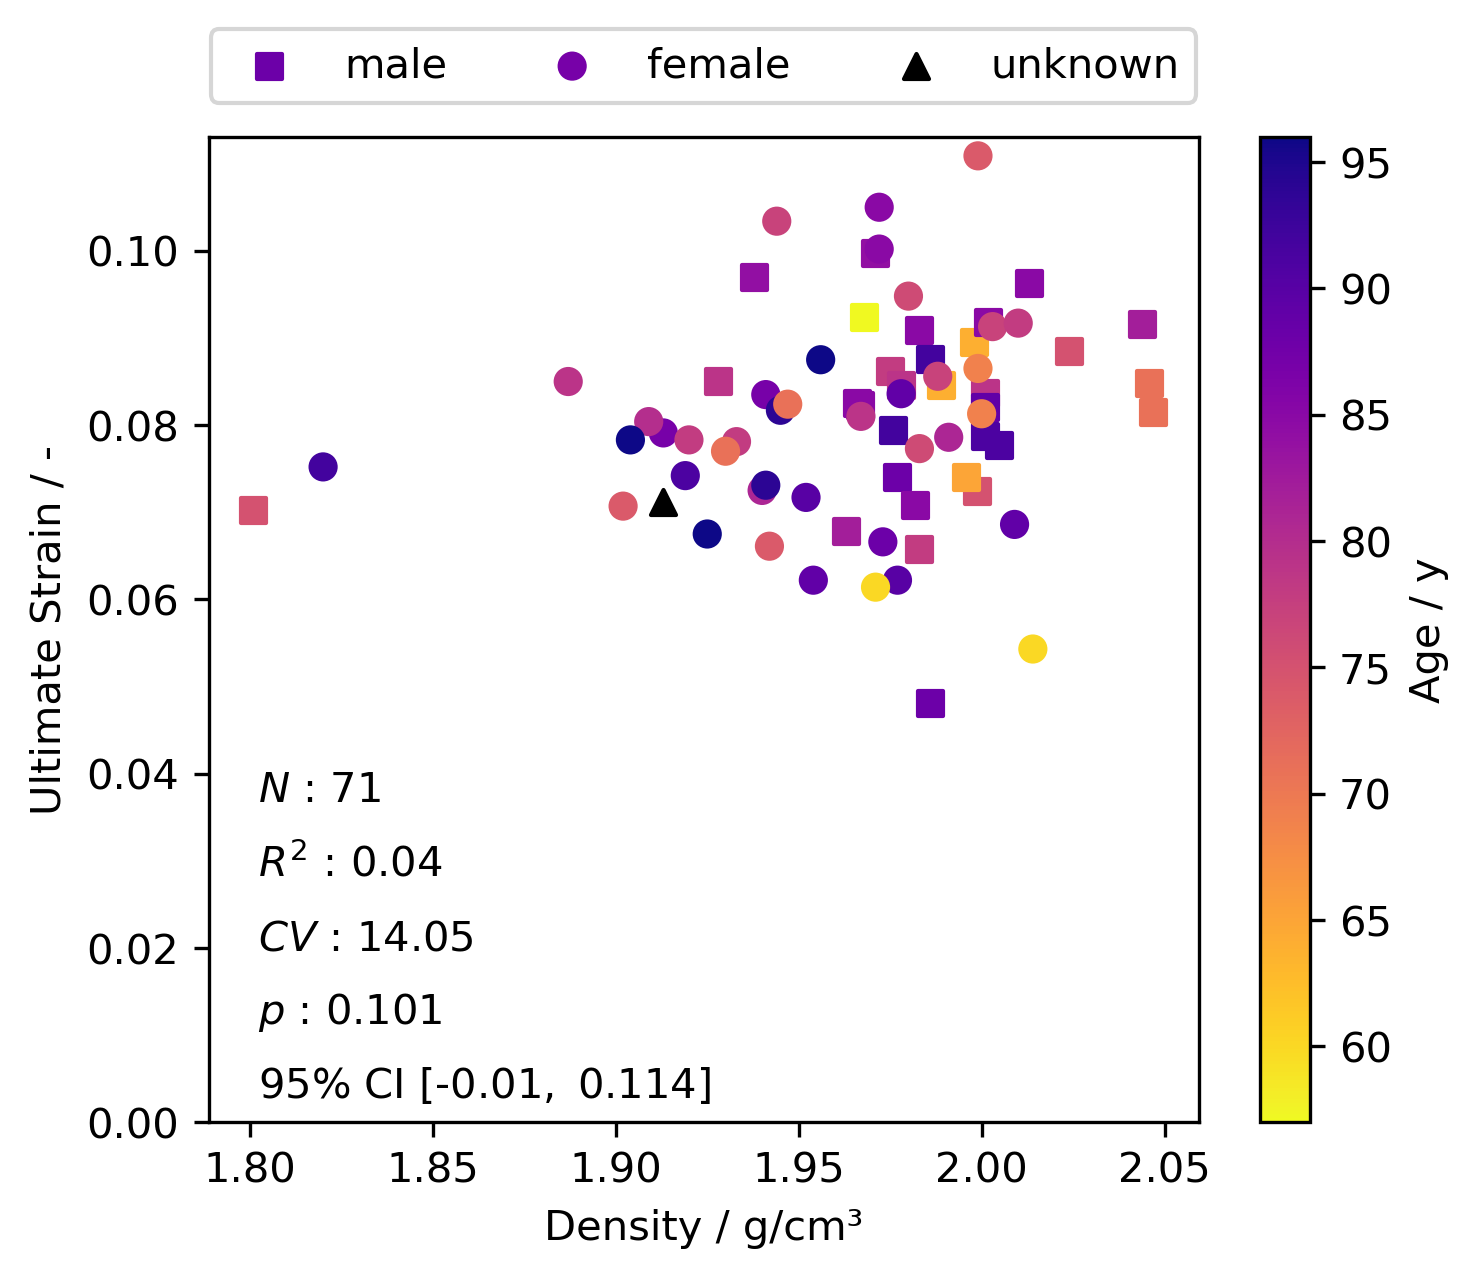 male female unknown
0.10
0.08
0.06
0.04
0.02
0.00
Ultimate Strain / -
N : 71
R² : 0.04
CV : 14.05
p : 0.101
95% CI [-0.01, 0.114]
1.80 1.85 1.90 1.95 2.00 2.05
Density / g/cm³
95
90
85
80
75
70
65
60
Age / y